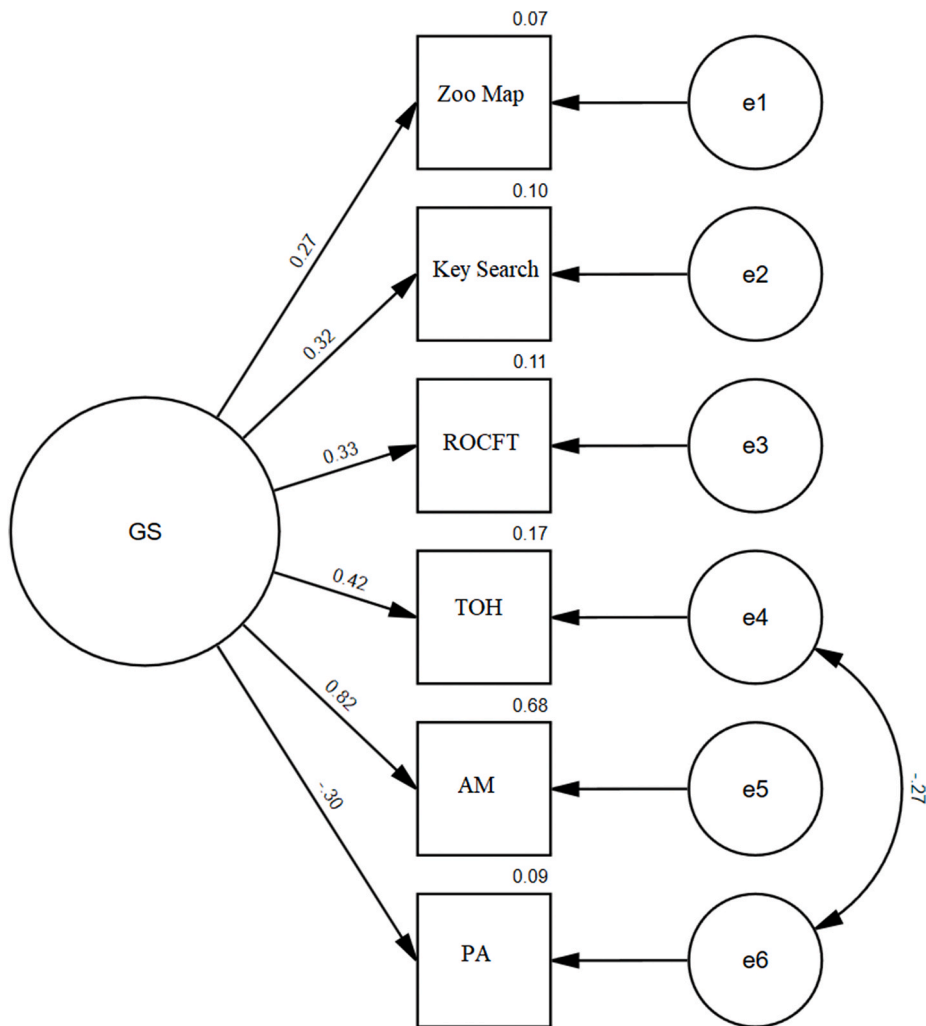 0.07
Zoo Map
e1
0.27
0.10
Key Search
e2
0.32
0.11
ROCFT
e3
0.33
GS
0.17
TOH
e4
0.42
0.68
AM
e5
0.82
-.27
0.09
PA
e6
-.30